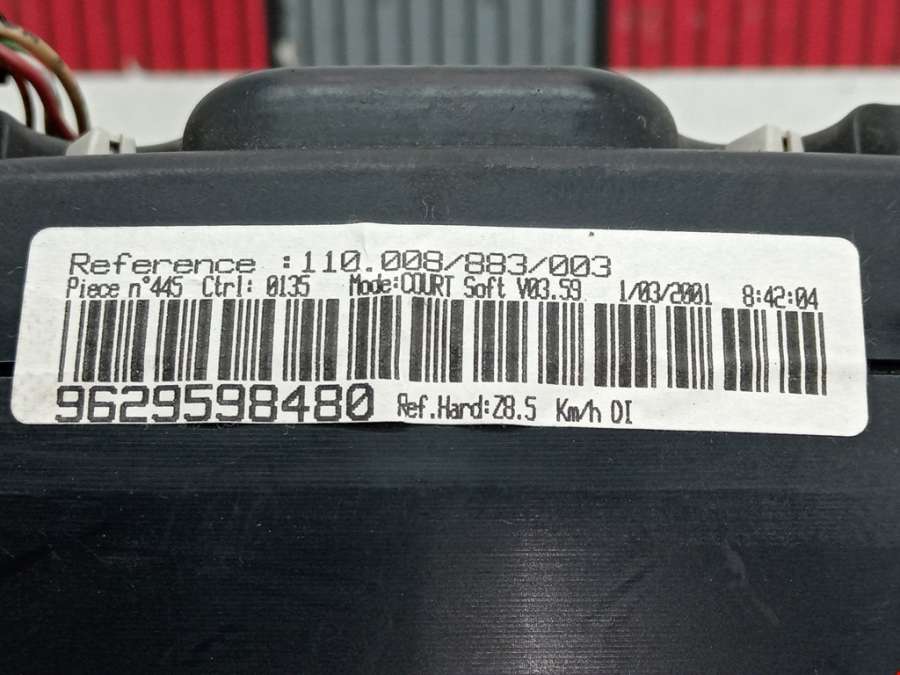 Reference :110.008/883/003
Piece n°445 Ctrl: 0135 Mode:COURT Soft V03.59 1/03/2001 8:42:04
9629598480 Ref.Hard:Z8.5 Km/h DI